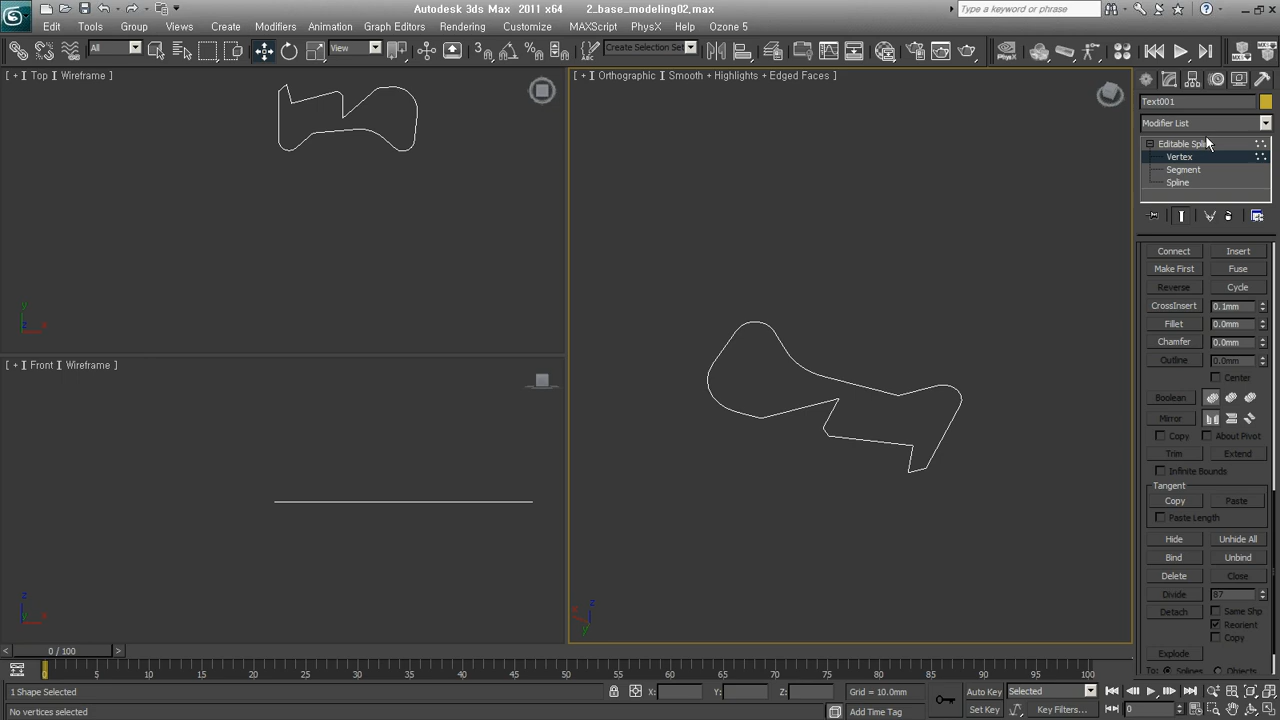 Autodesk 3ds Max 2011 x64 2_base_modeling02.max
Type a keyword or phrase
Edit Tools Group Views Create Modifiers Animation Graph Editors Rendering Customize MAXScript PhysX Help Ozone 5
All View Create Selection Set
[ + ] Top ] Wireframe ]
[ + ] Orthographic ] Smooth + Highlights + Edged Faces ]
Text001
Modifier List
Editable Spline
Vertex
Segment
Spline
Connect Insert
Make First Fuse
Reverse Cycle
CrossInsert 0.1mm
Fillet 0.0mm
Chamfer 0.0mm
Outline 0.0mm
Center
Boolean
Mirror
Copy About Pivot
Trim Extend
Infinite Bounds
Tangent
Copy Paste
Paste Length
Hide Unhide All
Bind Unbind
Delete Close
Divide 87
Detach Same Shp
Reorient
Copy
Explode
To: Splines Objects
[ + ] Front ] Wireframe ]
0 / 100
0 5 10 15 20 25 30 35 40 45 50 55 60 65 70 75 80 85 90 95 100
1 Shape Selected X: Y: Z: Grid = 10.0mm Auto Key Selected
No vertices selected Add Time Tag Set Key Key Filters... 0